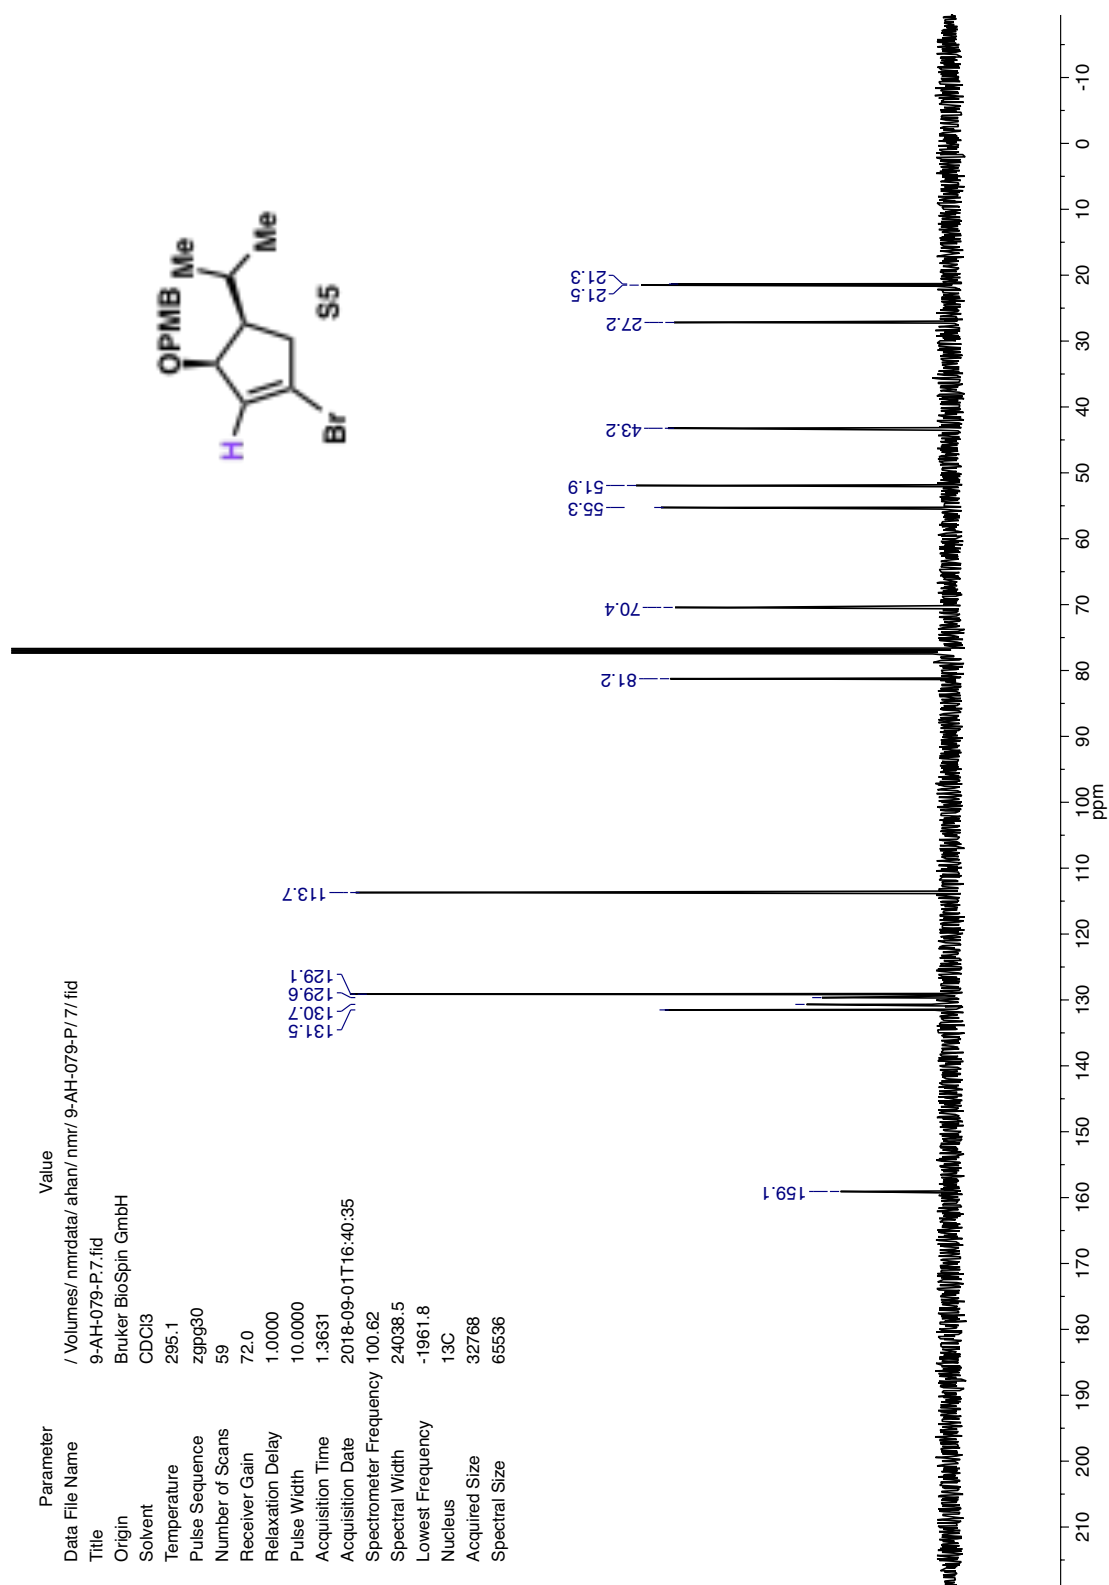 Parameter Value
Data File Name / Volumes/ nmrdata/ ahan/ nmr/ 9-AH-079-P/ 7/ fid
Title 9-AH-079-P.7.fid
Origin Bruker BioSpin GmbH
Solvent CDCl3
Temperature 295.1
Pulse Sequence zgpg30
Number of Scans 59
Receiver Gain 72.0
Relaxation Delay 1.0000
Pulse Width 10.0000
Acquisition Time 1.3631
Acquisition Date 2018-09-01T16:40:35
Spectrometer Frequency 100.62
Spectral Width 24038.5
Lowest Frequency -1961.8
Nucleus 13C
Acquired Size 32768
Spectral Size 65536
OPMB
Me
Me
H
Br
S5
159.1
131.5
130.7
129.6
129.1
113.7
81.2
70.4
55.3
51.9
43.2
27.2
21.5
21.3
210 200 190 180 170 160 150 140 130 120 110 100 90 80 70 60 50 40 30 20 10 0 -10
ppm